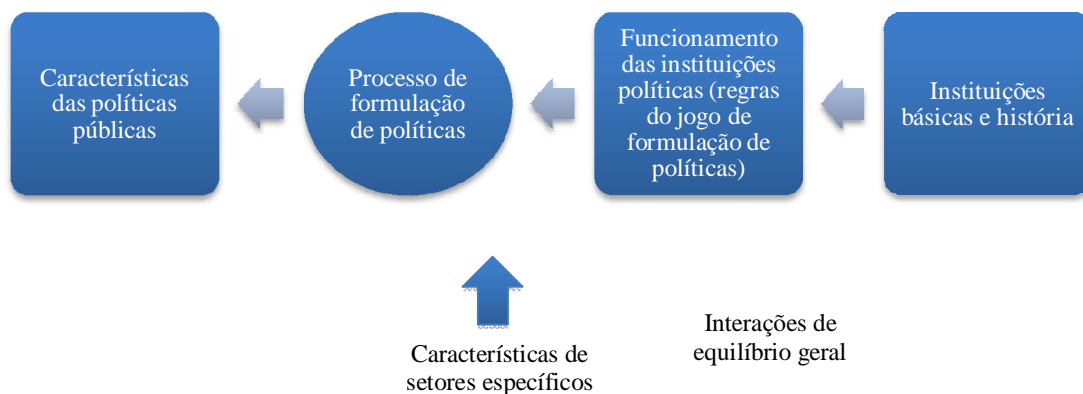 Características
das políticas
públicas
Processo de
formulação
de políticas
Funcionamento
das instituições
políticas (regras
do jogo de
formulação de
políticas)
Instituições
básicas e história
Características de
setores específicos
Interações de
equilíbrio geral